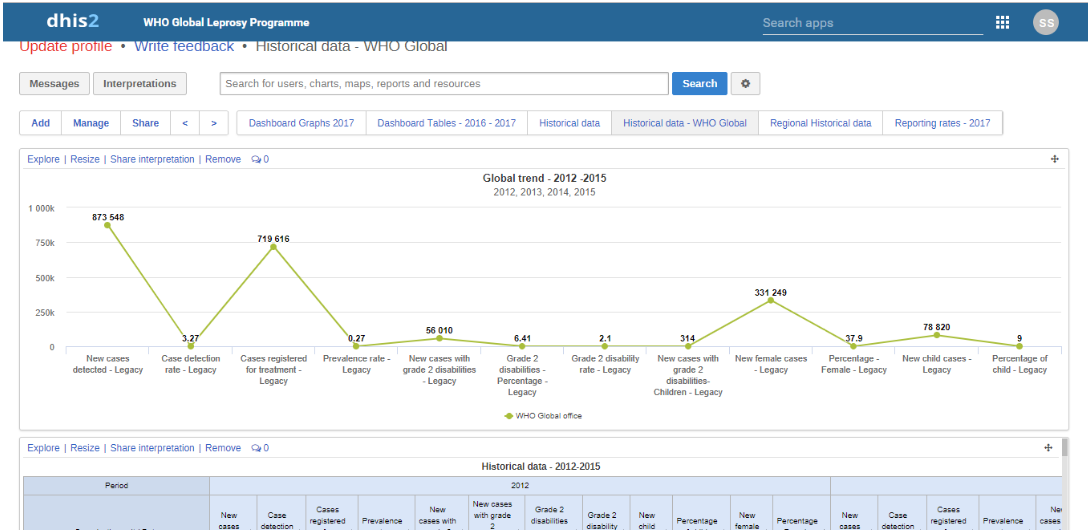 dhis2 WHO Global Leprosy Programme Search apps SS
Update profile • Write feedback • Historical data - WHO Global
Messages Interpretations Search for users, charts, maps, reports and resources Search
Add Manage Share < > Dashboard Graphs 2017 Dashboard Tables - 2016 - 2017 Historical data Historical data - WHO Global Regional Historical data Reporting rates - 2017
Explore | Resize | Share interpretation | Remove 0
Global trend - 2012 -2015
2012, 2013, 2014, 2015
1 000k
750k
500k
250k
0
873 548
3.27
719 616
0.27
56 010
6.41
2.1
314
331 249
37.9
78 820
9
New cases
detected - Legacy
Case detection
rate - Legacy
Cases registered
for treatment -
Legacy
Prevalence rate -
Legacy
New cases with
grade 2 disabilities
- Legacy
Grade 2
disabilities -
Percentage -
Legacy
Grade 2 disability
rate - Legacy
New cases with
grade 2
disabilities-
Children - Legacy
New female cases
- Legacy
Percentage -
Female - Legacy
New child cases -
Legacy
Percentage of
child - Legacy
WHO Global office
Explore | Resize | Share interpretation | Remove 0
Historical data - 2012-2015
Period 2012
New
cases
Case
detection
Cases
registered
Prevalence
New
cases with
New cases
with grade
2
Grade 2
disabilities
Grade 2
disability
New
child
Percentage
New
female
Percentage
New
cases
Case
detection
Cases
registered
Prevalence